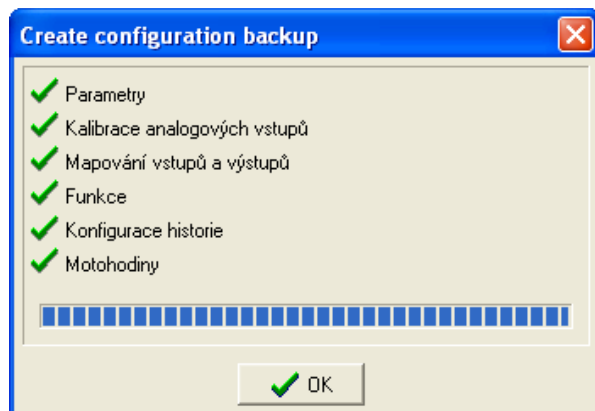 Create configuration backup
Parametry
Kalibrace analogových vstupů
Mapování vstupů a výstupů
Funkce
Konfigurace historie
Motohodiny
OK